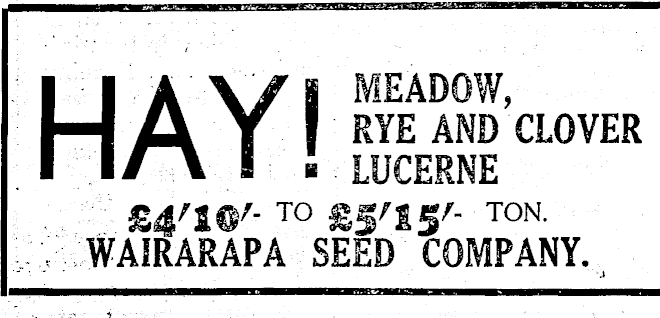 HAY!
MEADOW,
RYE AND CLOVER
LUCERNE
£4'10'- TO £5'15'- TON.
WAIRARAPA SEED COMPANY.